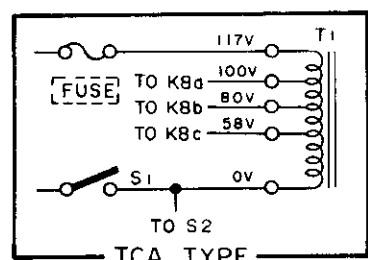 117V T1
TO K8a 100V
FUSE
TO K8b 80V
TO K8c 58V
S1 0V
TO S2
TCA TYPE